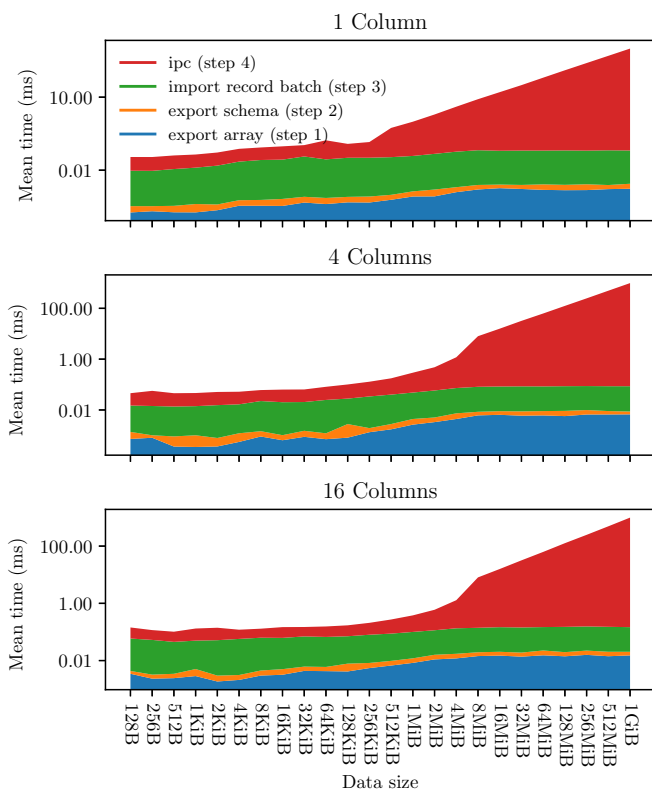 1 Column
Mean time (ms)
10.00
0.01
ipc (step 4)
import record batch (step 3)
export schema (step 2)
export array (step 1)
4 Columns
Mean time (ms)
100.00
1.00
0.01
16 Columns
Mean time (ms)
100.00
1.00
0.01
128B
256B
512B
1KiB
2KiB
4KiB
8KiB
16KiB
32KiB
64KiB
128KiB
256KiB
512KiB
1MiB
2MiB
4MiB
8MiB
16MiB
32MiB
64MiB
128MiB
256MiB
512MiB
1GiB
Data size